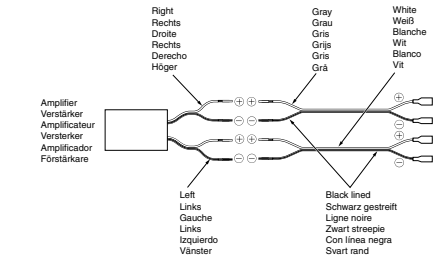 Right
Rechts
Droite
Rechts
Derecho
Höger
Gray
Grau
Gris
Grijs
Gris
Grå
White
Weiß
Blanche
Wit
Blanco
Vit
Amplifier
Verstärker
Amplificateur
Versterker
Amplificador
Förstärkare
Left
Links
Gauche
Links
Izquierdo
Vänster
Black lined
Schwarz gestreift
Ligne noire
Zwart streepie
Con línea negra
Svart rand